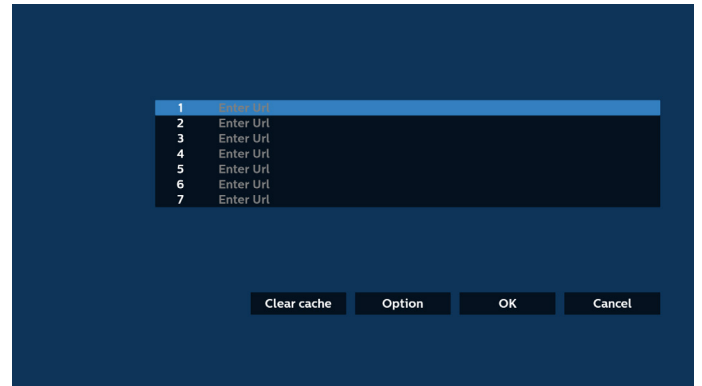 1 Enter Url
2 Enter Url
3 Enter Url
4 Enter Url
5 Enter Url
6 Enter Url
7 Enter Url
Clear cache Option OK Cancel